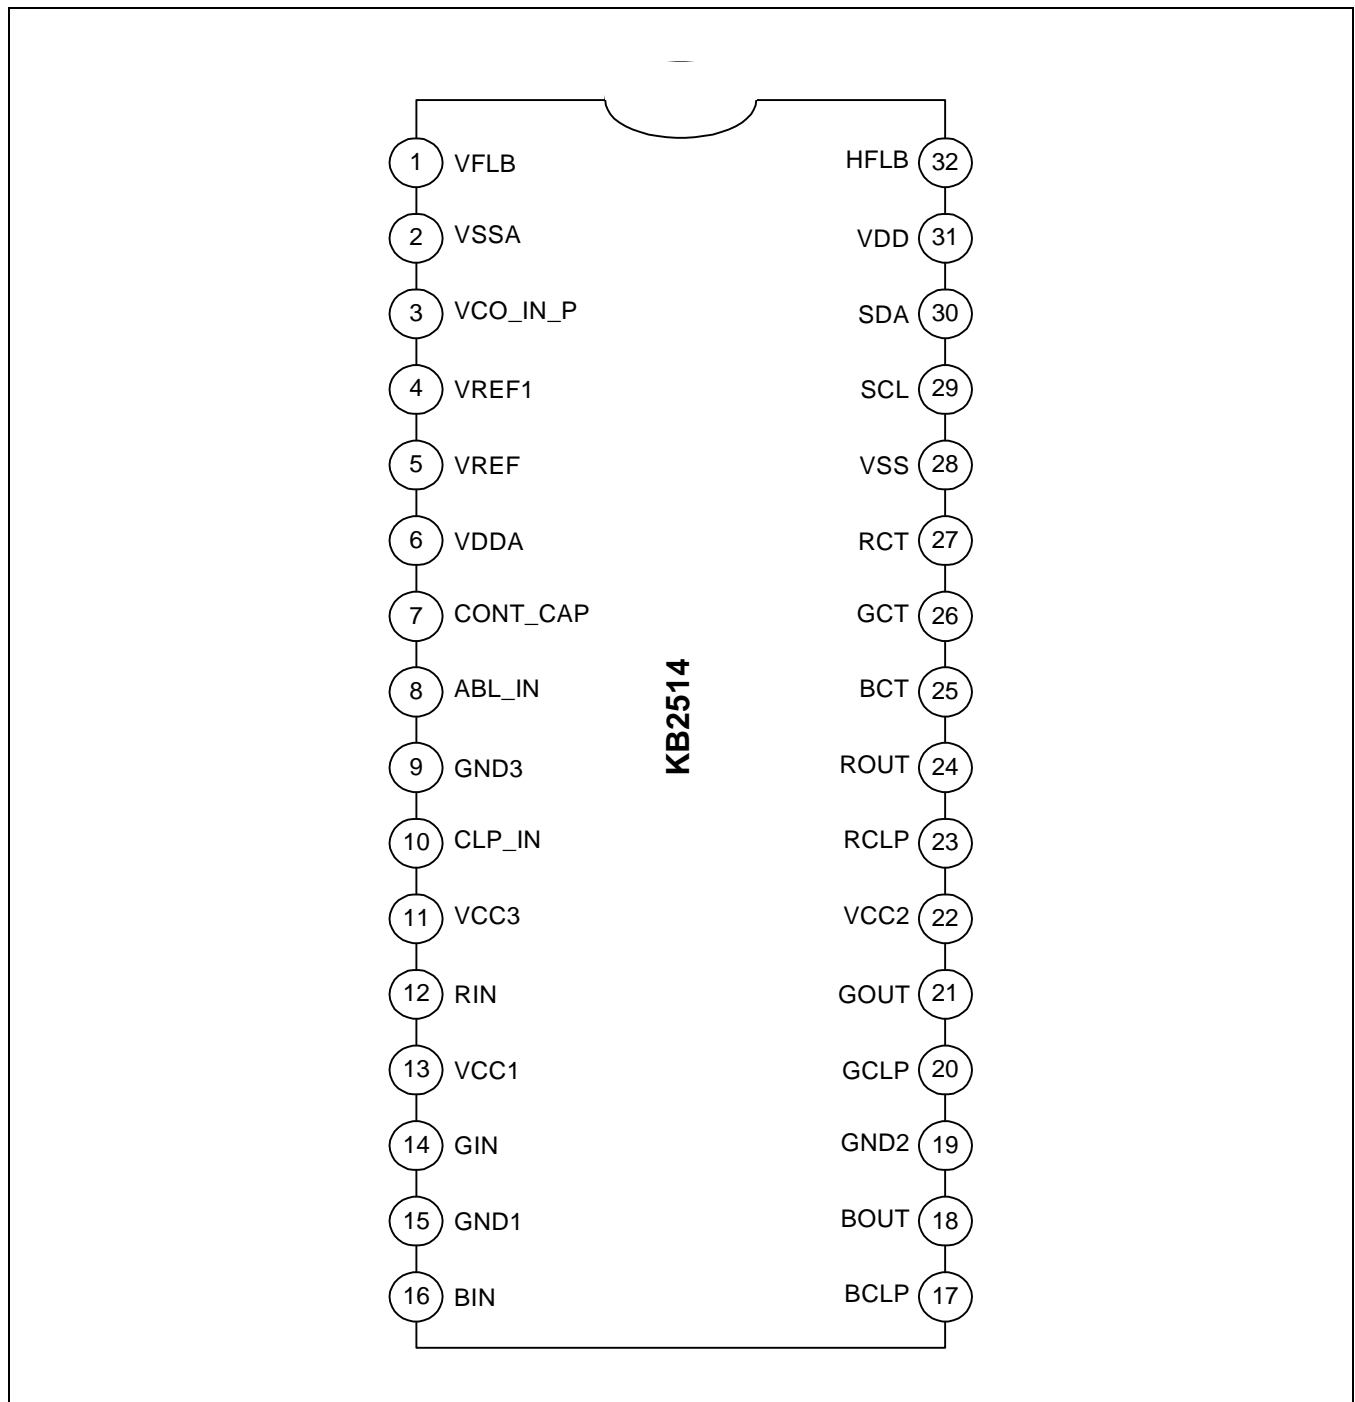 1 VFLB HFLB 32
2 VSSA VDD 31
3 VCO_IN_P SDA 30
4 VREF1 SCL 29
5 VREF VSS 28
6 VDDA RCT 27
7 CONT_CAP GCT 26
8 ABL_IN BCT 25
KB2514
9 GND3 ROUT 24
10 CLP_IN RCLP 23
11 VCC3 VCC2 22
12 RIN GOUT 21
13 VCC1 GCLP 20
14 GIN GND2 19
15 GND1 BOUT 18
16 BIN BCLP 17